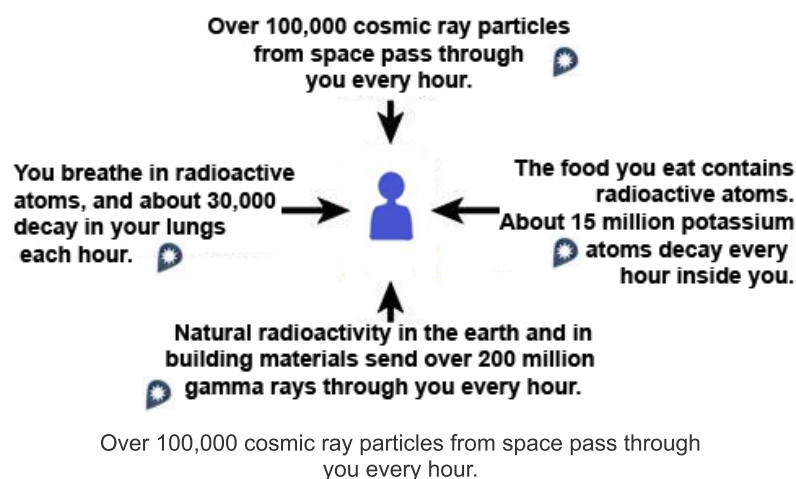 Over 100,000 cosmic ray particles
from space pass through
you every hour.
You breathe in radioactive
atoms, and about 30,000
decay in your lungs
each hour.
The food you eat contains
radioactive atoms.
About 15 million potassium
atoms decay every
hour inside you.
Natural radioactivity in the earth and in
building materials send over 200 million
gamma rays through you every hour.
Over 100,000 cosmic ray particles from space pass through
you every hour.